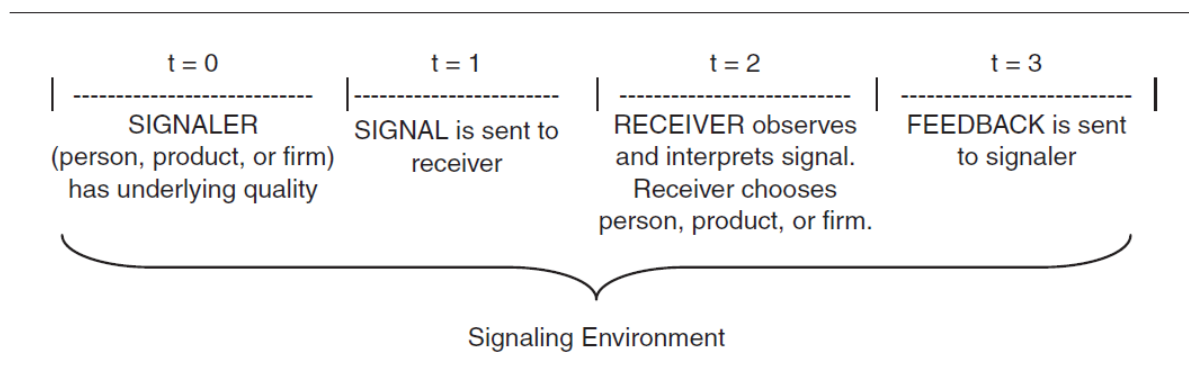 t = 0
SIGNALER
(person, product, or firm)
has underlying quality
t = 1
SIGNAL is sent to
receiver
t = 2
RECEIVER observes
and interprets signal.
Receiver chooses
person, product, or firm.
t = 3
FEEDBACK is sent
to signaler
Signaling Environment